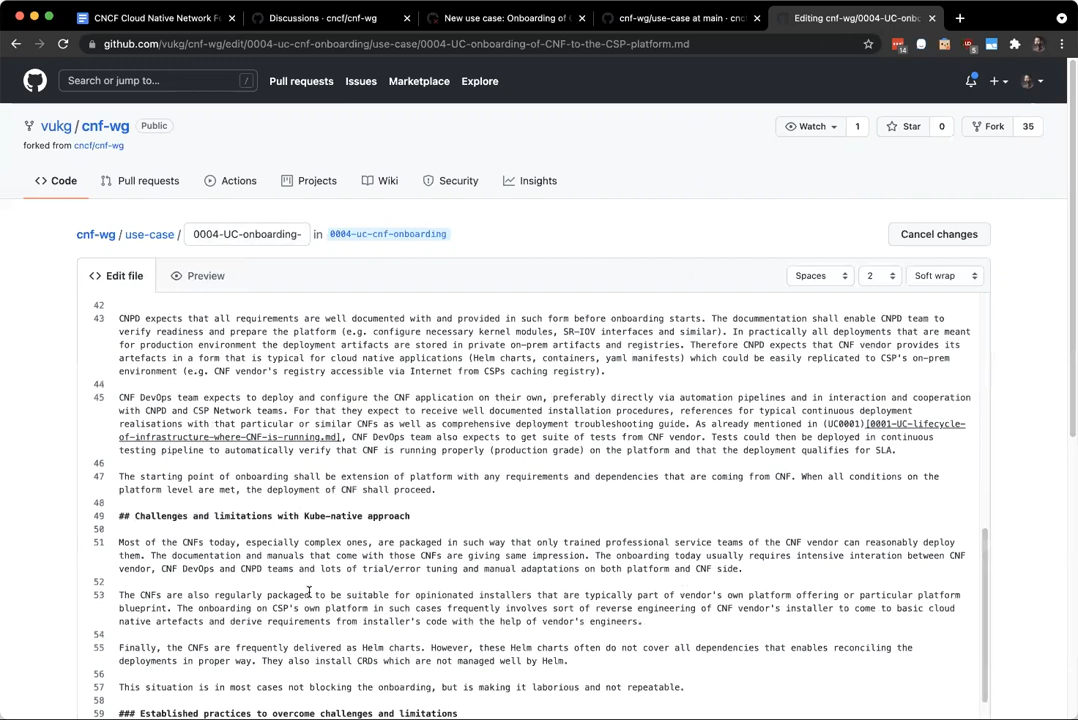 CNCF Cloud Native Network F
Discussions · cncf/cnf-wg
New use case: Onboarding of C
cnf-wg/use-case at main · cncf
Editing cnf-wg/0004-UC-onbo
github.com/vukg/cnf-wg/edit/0004-uc-cnf-onboarding/use-case/0004-UC-onboarding-of-CNF-to-the-CSP-platform.md
14
5
Search or jump to...
/
Pull requests
Issues
Marketplace
Explore
vukg / cnf-wg
Public
Watch 1
Star 0
Fork 35
forked from cncf/cnf-wg
Code
Pull requests
Actions
Projects
Wiki
Security
Insights
cnf-wg / use-case / 0004-UC-onboarding- in 0004-uc-cnf-onboarding
Cancel changes
<> Edit file
Preview
Spaces
2
Soft wrap
42
43 CNPD expects that all requirements are well documented with and provided in such form before onboarding starts. The docummentation shall enable CNPD team to
verify readiness and prepare the platform (e.g. configure necessary kernel modules, SR-IOV interfaces and similar). In practically all deployments that are meant
for production environment the deployment artifacts are stored in private on-prem artifacts and registries. Therefore CNPD expects that CNF vendor provides its
artefacts in a form that is typical for cloud native applications (Helm charts, containers, yaml manifests) which could be easily replicated to CSP's on-prem
environment (e.g. CNF vendor's registry accessible via Internet from CSPs caching registry).
44
45 CNF DevOps team expects to deploy and configure the CNF application on their own, preferably directly via automation pipelines and in interaction and cooperation
with CNPD and CSP Network teams. For that they expect to receive well documented installation procedures, references for typical continuous deployment
realisations with that particular or similar CNFs as well as comprehensive deployment troubleshooting guide. As already mentioned in (UC0001)[0001-UC-lifecycle-
of-infrastructure-where-CNF-is-running.md], CNF DevOps team also expects to get suite of tests from CNF vendor. Tests could then be deployed in continuous
testing pipeline to automatically verify that CNF is running properly (production grade) on the platform and that the deployment qualifies for SLA.
46
47 The starting point of onboarding shall be extension of platform with any requirements and dependencies that are coming from CNF. When all conditions on the
platform level are met, the deployment of CNF shall proceed.
48
49 ## Challenges and limitations with Kube-native approach
50
51 Most of the CNFs today, especially complex ones, are packaged in such way that only trained professional service teams of the CNF vendor can reasonably deploy
them. The documentation and manuals that come with those CNFs are giving same impression. The onboarding today usually requires intensive interation between CNF
vendor, CNF DevOps and CNPD teams and lots of trial/error tuning and manual adaptations on both platform and CNF side.
52
53 The CNFs are also regularly packaged to be suitable for opinionated installers that are typically part of vendor's own platform offering or particular platform
blueprint. The onboarding on CSP's own platform in such cases frequently involves sort of reverse engineering of CNF vendor's installer to come to basic cloud
native artefacts and derive requirements from installer's code with the help of vendor's engineers.
54
55 Finally, the CNFs are frequently delivered as Helm charts. However, these Helm charts often do not cover all dependencies that enables reconciling the
deployments in proper way. They also install CRDs which are not managed well by Helm.
56
57 This situation is in most cases not blocking the onboarding, but is making it laborious and not repeatable.
58
59 ### Established practices to overcome challenges and limitations